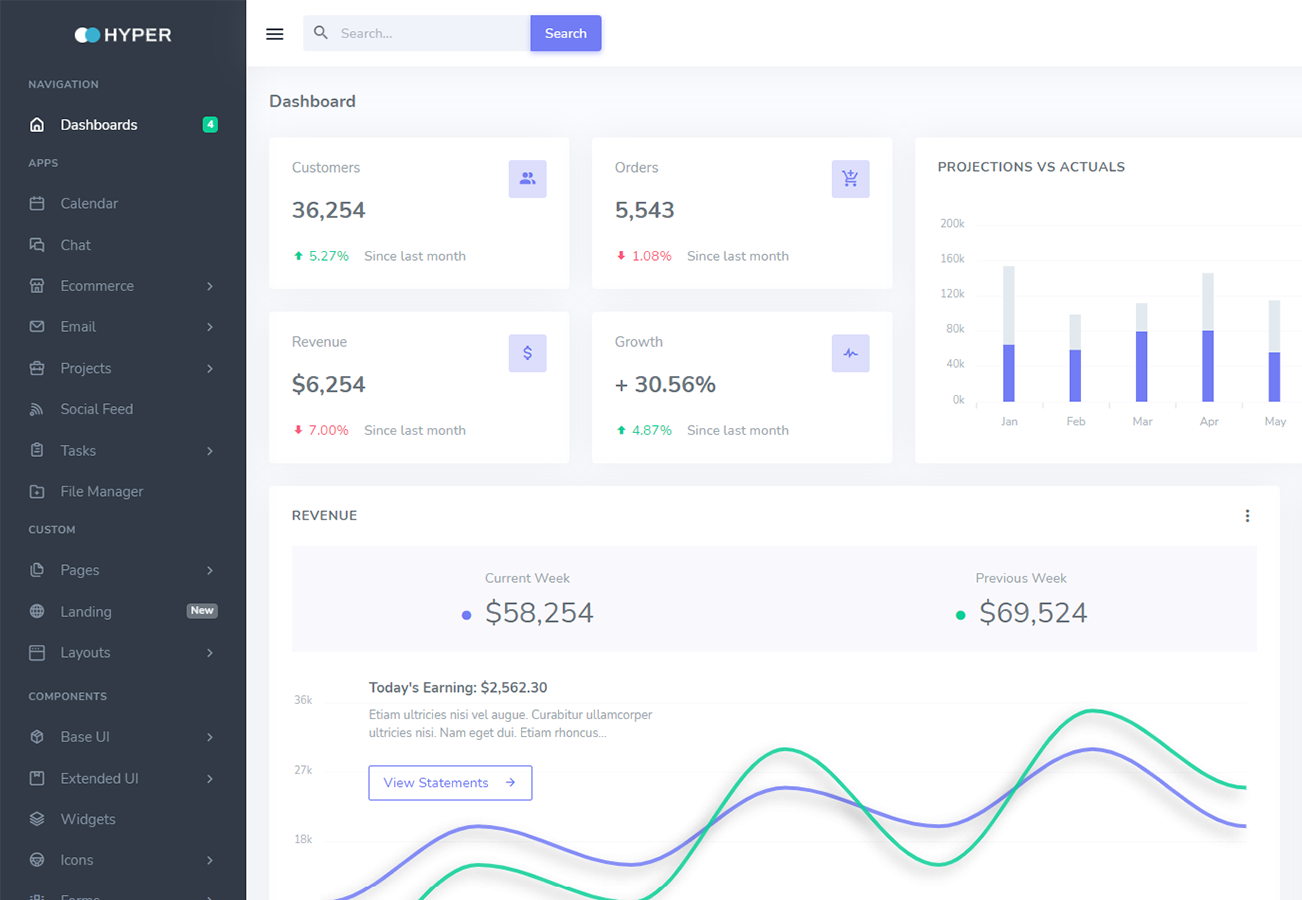 HYPER
NAVIGATION
Dashboards 4
APPS
Calendar
Chat
Ecommerce
Email
Projects
Social Feed
Tasks
File Manager
CUSTOM
Pages
Landing New
Layouts
COMPONENTS
Base UI
Extended UI
Widgets
Icons
Forms
Search... Search
Dashboard
Customers
36,254
5.27% Since last month
Orders
5,543
1.08% Since last month
Revenue
$6,254
7.00% Since last month
Growth
+ 30.56%
4.87% Since last month
PROJECTIONS VS ACTUALS
200k
160k
120k
80k
40k
0k
Jan Feb Mar Apr May
REVENUE
Current Week
$58,254
Previous Week
$69,524
Today's Earning: $2,562.30
Etiam ultricies nisi vel augue. Curabitur ullamcorper
ultricies nisi. Nam eget dui. Etiam rhoncus...
View Statements
36k
27k
18k